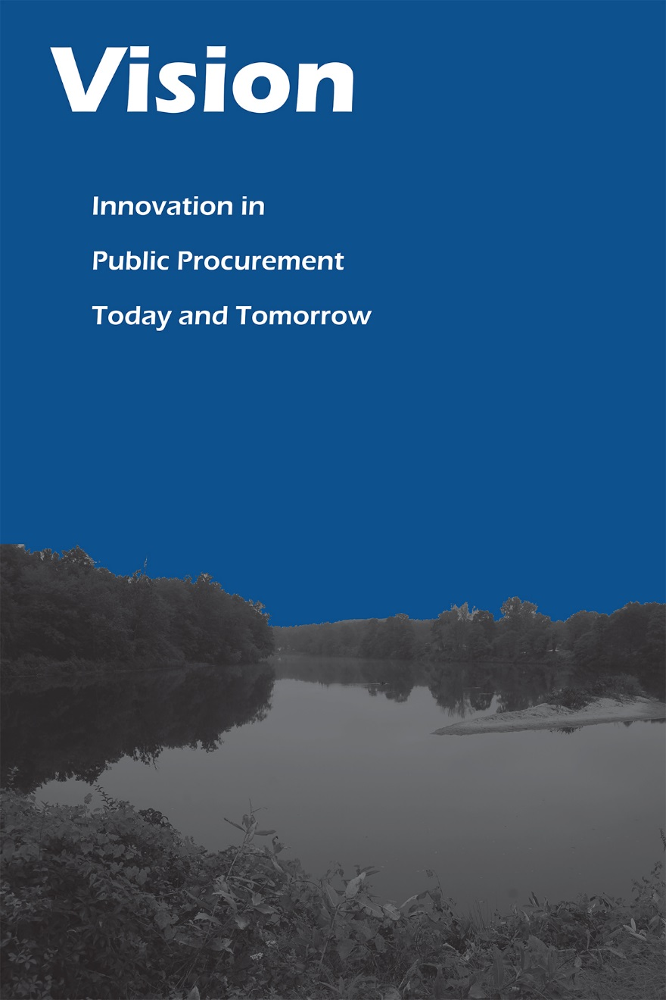 Vision
Innovation in
Public Procurement
Today and Tomorrow